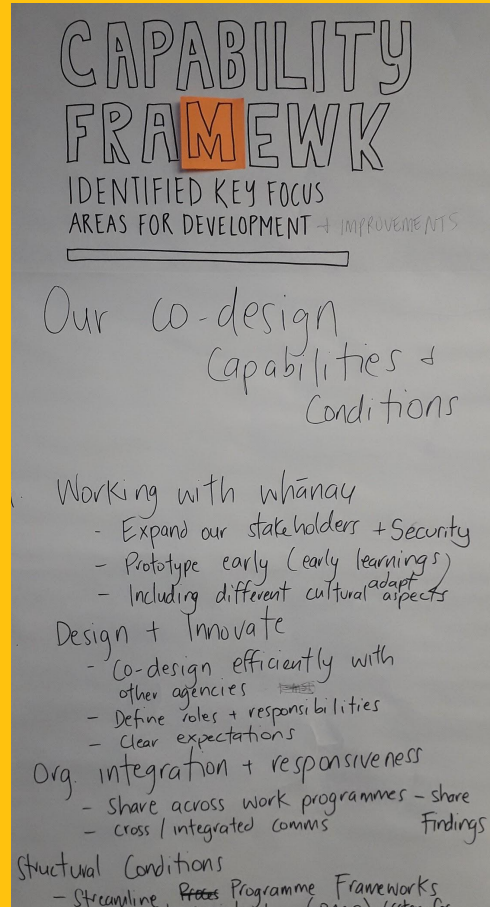 CAPABILITY
FRAMEWK
IDENTIFIED KEY FOCUS
AREAS FOR DEVELOPMENT + IMPROVEMENTS
Our co-design
Capabilities &
Conditions
Working with whānau
- Expand our stakeholders + Security
- Prototype early (early learnings)
adapt
- Including different cultural aspects
Design + Innovate
- Co-design efficiently with
other agencies
- Define roles + responsibilities
- Clear expectations
Org. integration + responsiveness
- Share across work programmes - share
- cross / integrated comms Findings
Structural Conditions
- Streamline Programme Frameworks